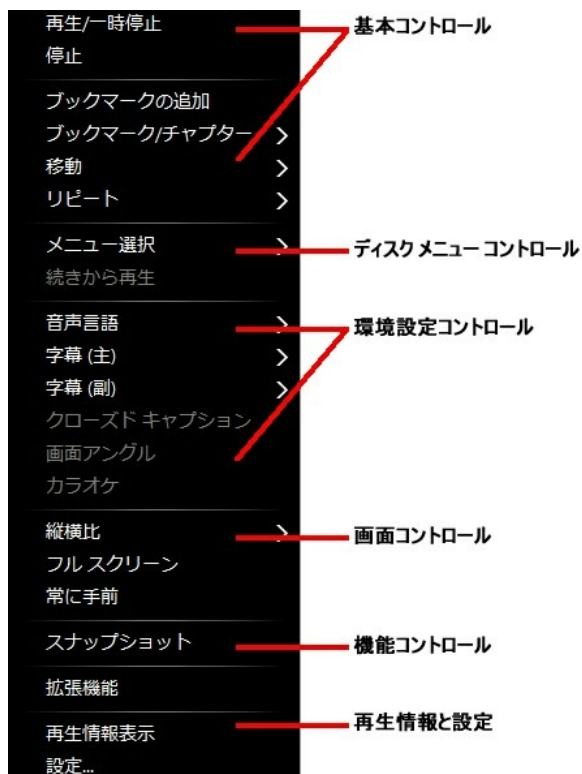 再生/一時停止
基本コントロール
停止
ブックマークの追加
ブックマーク/チャプター
移動
リピート
メニュー選択
ディスク メニュー コントロール
続きから再生
音声言語
環境設定コントロール
字幕 (主)
字幕 (副)
クローズド キャプション
画面アングル
カラオケ
縦横比
画面コントロール
フル スクリーン
常に手前
スナップショット
機能コントロール
拡張機能
再生情報と設定
再生情報表示
設定...